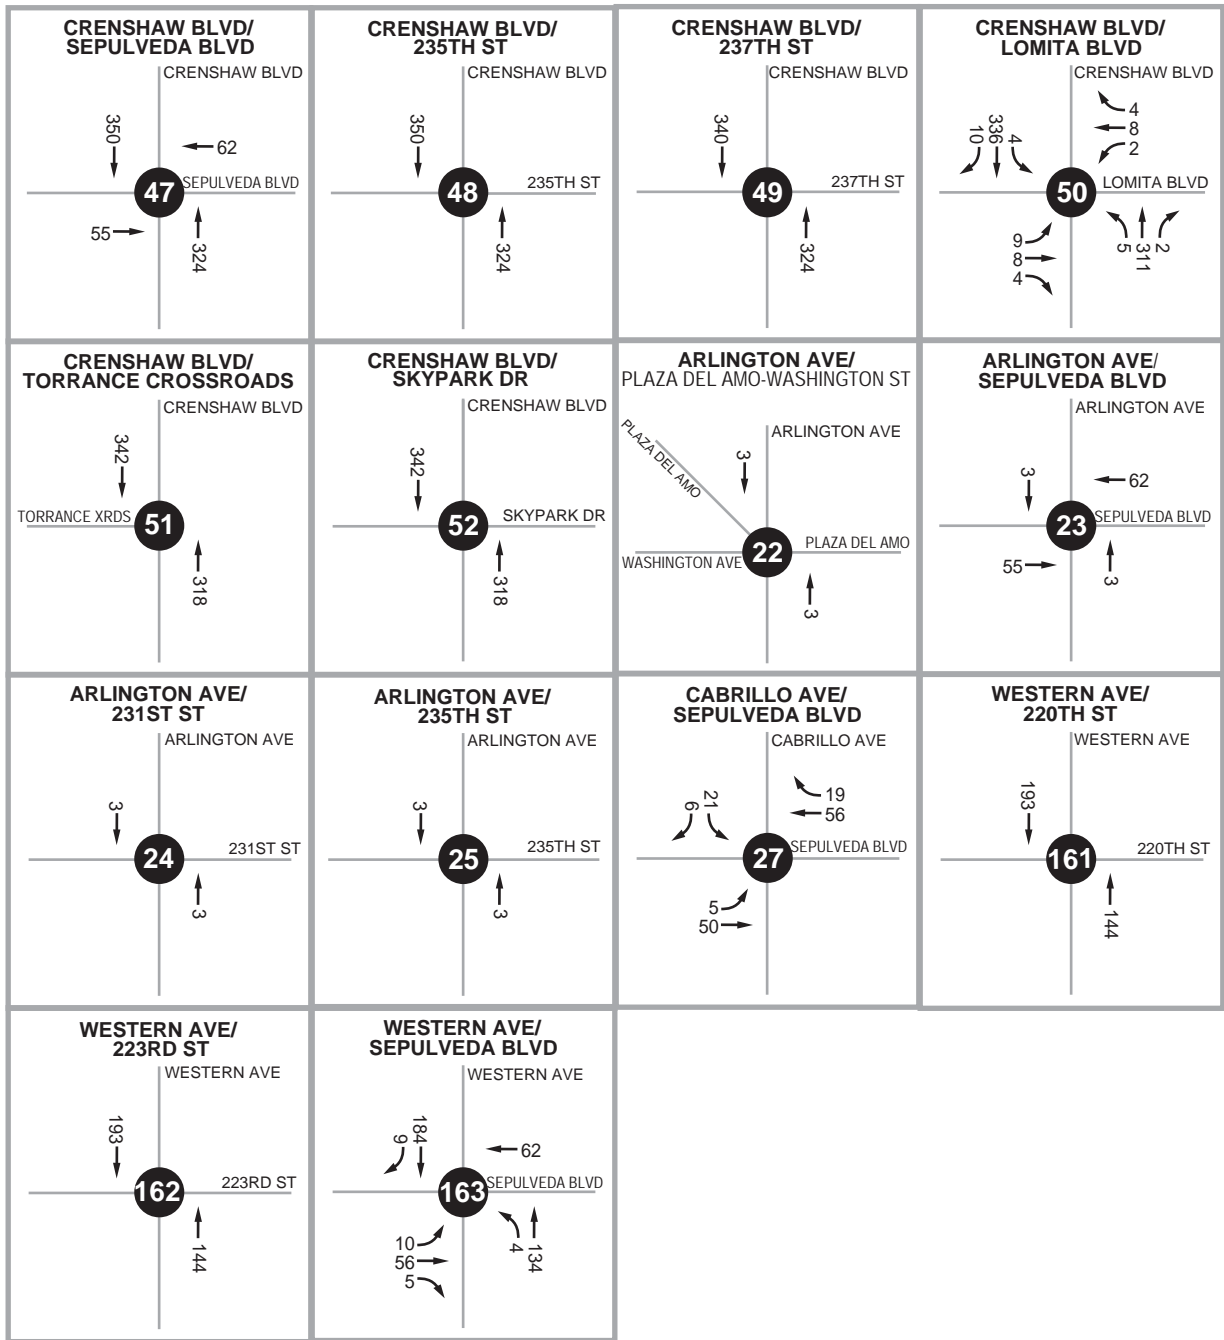 CRENSHAW BLVD/
SEPULVEDA BLVD
CRENSHAW BLVD
350
62
47
SEPULVEDA BLVD
55
324
CRENSHAW BLVD/
235TH ST
CRENSHAW BLVD
350
48
235TH ST
324
CRENSHAW BLVD/
237TH ST
CRENSHAW BLVD
340
49
237TH ST
324
CRENSHAW BLVD/
LOMITA BLVD
CRENSHAW BLVD
10
336
4
4
8
2
50
LOMITA BLVD
9
8
4
5
311
2
CRENSHAW BLVD/
TORRANCE CROSSROADS
CRENSHAW BLVD
342
TORRANCE XRDS
51
318
CRENSHAW BLVD/
SKYPARK DR
CRENSHAW BLVD
342
52
SKYPARK DR
318
ARLINGTON AVE/
PLAZA DEL AMO-WASHINGTON ST
ARLINGTON AVE
PLAZA DEL AMO
3
22
PLAZA DEL AMO
WASHINGTON AVE
3
ARLINGTON AVE/
SEPULVEDA BLVD
ARLINGTON AVE
3
62
23
SEPULVEDA BLVD
55
3
ARLINGTON AVE/
231ST ST
ARLINGTON AVE
3
24
231ST ST
3
ARLINGTON AVE/
235TH ST
ARLINGTON AVE
3
25
235TH ST
3
CABRILLO AVE/
SEPULVEDA BLVD
CABRILLO AVE
6
21
19
56
27
SEPULVEDA BLVD
5
50
WESTERN AVE/
220TH ST
WESTERN AVE
193
161
220TH ST
144
WESTERN AVE/
223RD ST
WESTERN AVE
193
162
223RD ST
144
WESTERN AVE/
SEPULVEDA BLVD
WESTERN AVE
9
184
62
163
SEPULVEDA BLVD
10
56
5
4
134